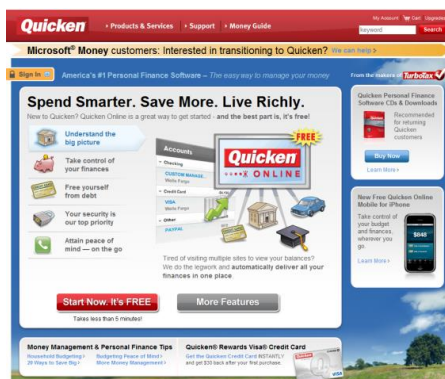 Quicken
Products & Services
Support
Money Guide
My Account
Cart
Upgrades
keyword
Search
Microsoft® Money customers: Interested in transitioning to Quicken? We can help
Sign In
America's #1 Personal Finance Software – The easy way to manage your money
From the makers of TurboTax
Spend Smarter. Save More. Live Richly.
New to Quicken? Quicken Online is a great way to get started - and the best part is, it's free!
Understand the
big picture
Take control of
your finances
Free yourself
from debt
Your security is
our top priority
Attain peace of
mind — on the go
Accounts
Checking
CUSTOM MANAGE...
Credit Card
VISA
Other
PAYPAL
FREE
Quicken
ONLINE
Tired of visiting multiple sites to view your balances?
We do the legwork and automatically deliver all your
finances in one place.
Start Now. It's FREE
More Features
Takes less than 5 minutes!
Quicken Personal Finance
Software CDs & Downloads
Recommended
for returning
Quicken
customers
Buy Now
Learn More
New Free Quicken Online
Mobile for iPhone
Take control of
your budget
and finances,
wherever you
go.
Learn More
$848
Money Management & Personal Finance Tips
Household Budgeting
Budgeting Peace of Mind
29 Ways to Save Big
More Money Management
Quicken® Rewards Visa® Credit Card
Get the Quicken Credit Card INSTANTLY
and get $30 back after your first purchase.
VISA